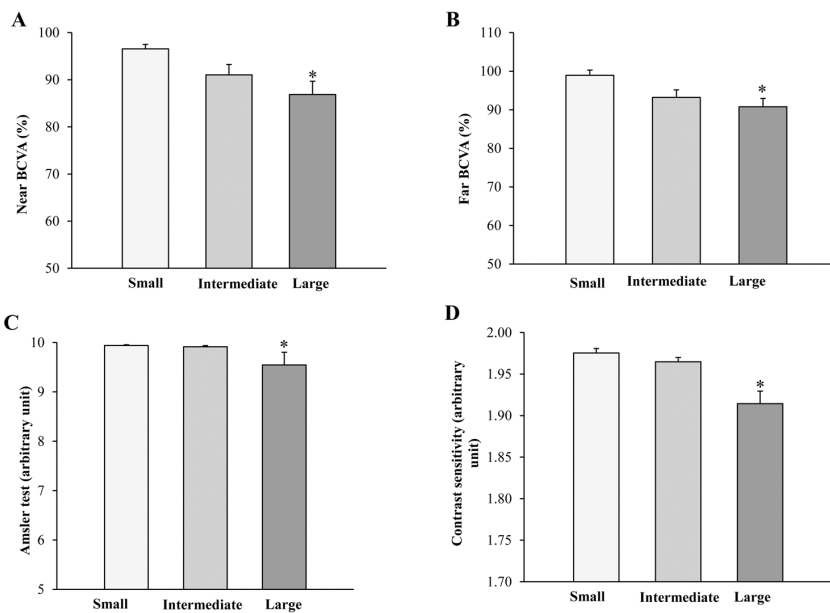 A
Near BCVA (%)
100
90
80
70
60
50
*
Small
Intermediate
Large
B
Far BCVA (%)
110
100
90
80
70
60
50
*
Small
Intermediate
Large
C
Amsler test (arbitrary unit)
10
9
8
7
6
5
*
Small
Intermediate
Large
D
Contrast sensitivity (arbitrary
unit)
2.00
1.95
1.90
1.85
1.80
1.70
*
Small
Intermediate
Large